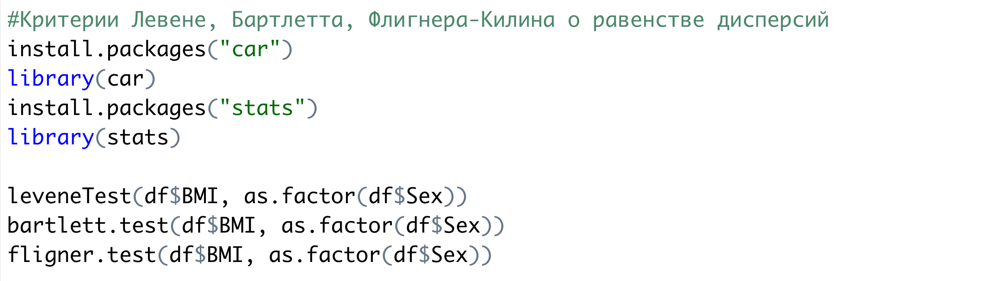 #Критерии Левене, Бартлетта, Флигнера-Килина о равенстве дисперсий
install.packages("car")
library(car)
install.packages("stats")
library(stats)
leveneTest(df$BMI, as.factor(df$Sex))
bartlett.test(df$BMI, as.factor(df$Sex))
fligner.test(df$BMI, as.factor(df$Sex))